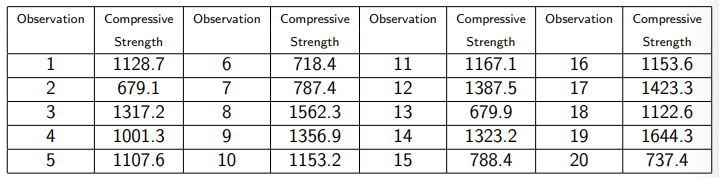 Observation Compressive Observation Compressive Observation Compressive Observation Compressive
Strength Strength Strength Strength
1 1128.7 6 718.4 11 1167.1 16 1153.6
2 679.1 7 787.4 12 1387.5 17 1423.3
3 1317.2 8 1562.3 13 679.9 18 1122.6
4 1001.3 9 1356.9 14 1323.2 19 1644.3
5 1107.6 10 1153.2 15 788.4 20 737.4